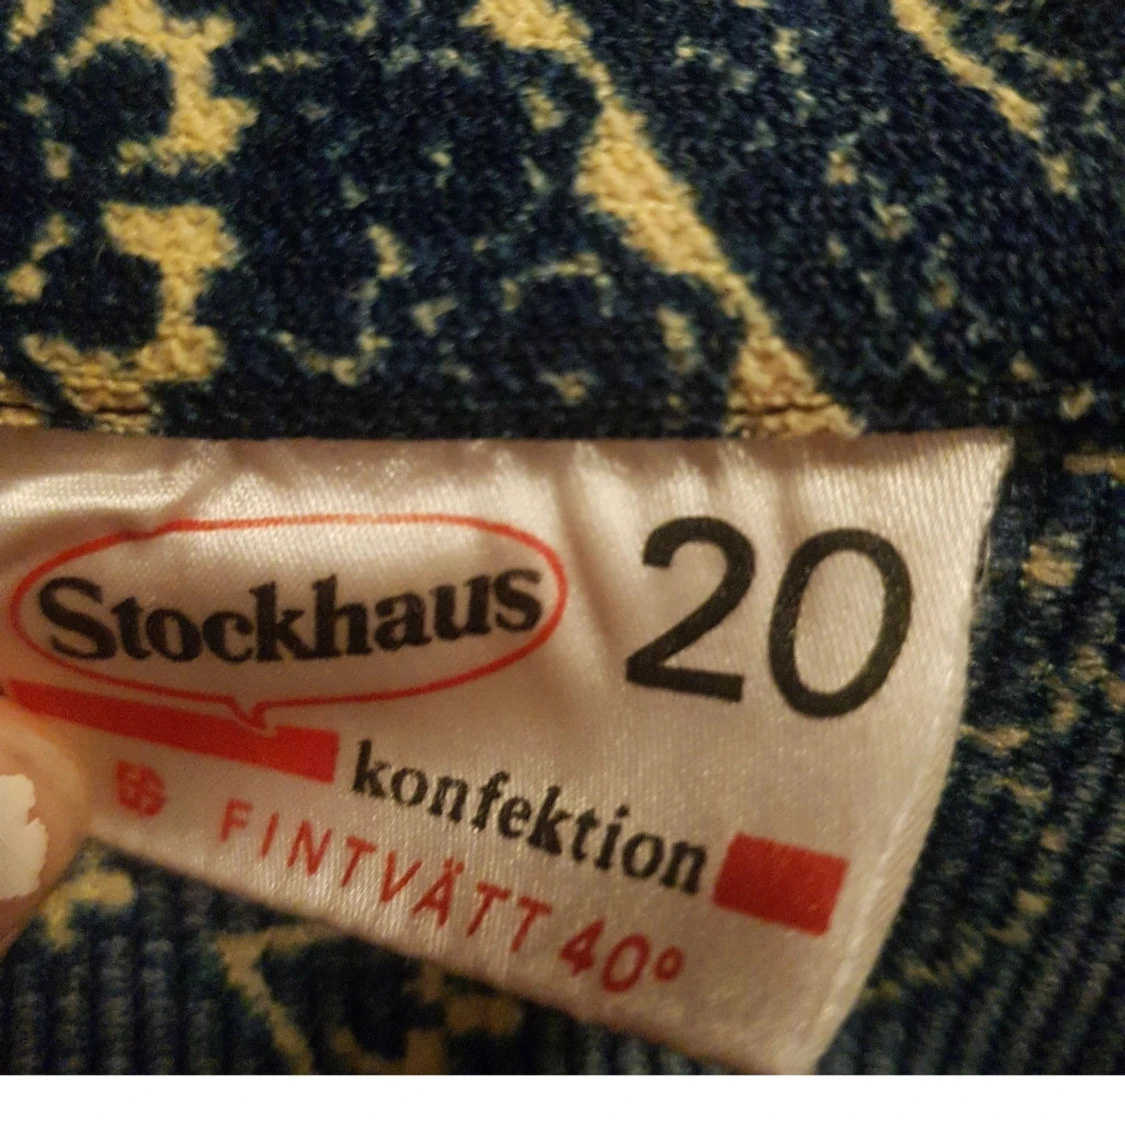 Stockhaus
20
konfektion
FINTVÄTT 40°